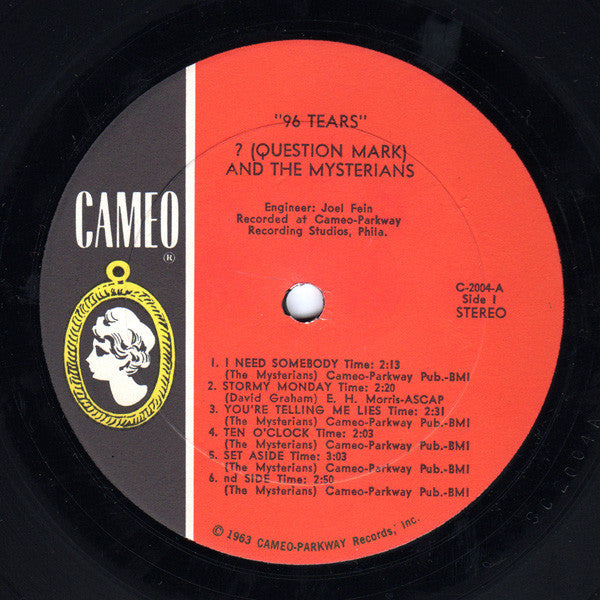 "96 TEARS"
? (QUESTION MARK)
AND THE MYSTERIANS
Engineer: Joel Fein
Recorded at Cameo-Parkway
Recording Studios, Phila.
CAMEO
®
C-2004-A
Side 1
STEREO
1. I NEED SOMEBODY Time: 2:13
(The Mysterians) Cameo-Parkway Pub.-BMI
2. STORMY MONDAY Time: 2:20
(David Graham) E. H. Morris-ASCAP
3. YOU'RE TELLING ME LIES Time: 2:31
(The Mysterians) Cameo-Parkway Pub.-BMI
4. TEN O'CLOCK Time: 2:03
(The Mysterians) Cameo-Parkway Pub.-BMI
5. SET ASIDE Time: 3:03
(The Mysterians) Cameo-Parkway Pub.-BMI
6. nd SIDE Time: 2:50
(The Mysterians) Cameo-Parkway Pub.-BMI
© 1963 CAMEO-PARKWAY Records, Inc.